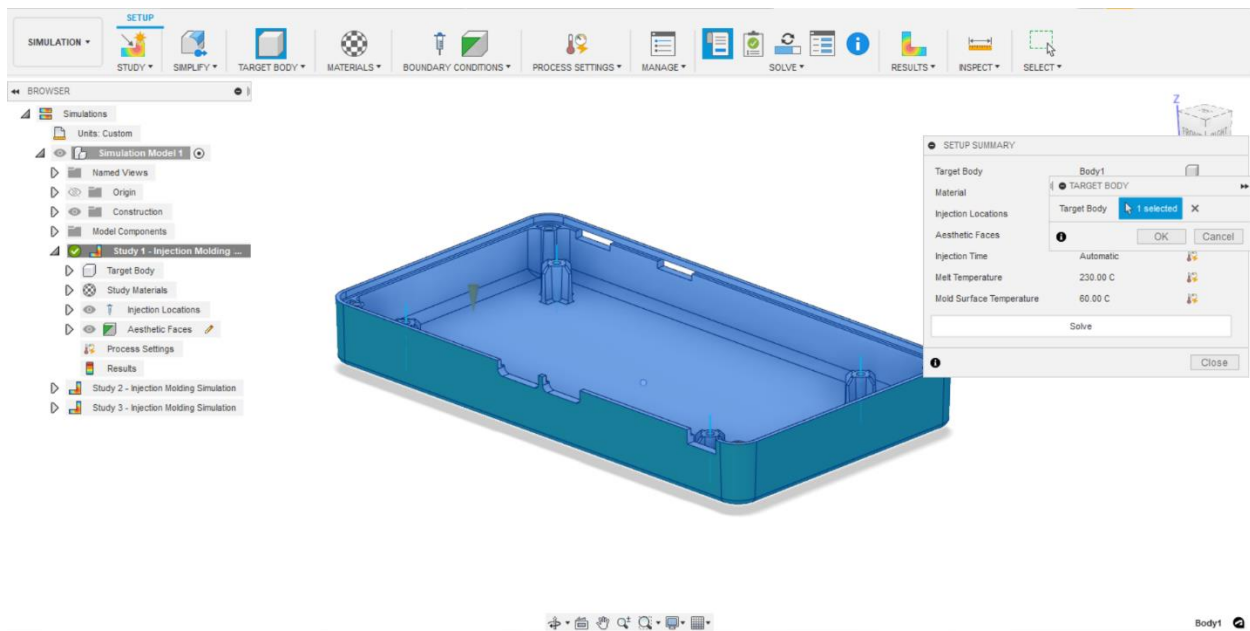 SETUP
SIMULATION
STUDY SIMPLIFY TARGET BODY MATERIALS BOUNDARY CONDITIONS PROCESS SETTINGS MANAGE SOLVE RESULTS INSPECT SELECT
BROWSER
Simulations
Units: Custom
Simulation Model 1
Named Views
Origin
Construction
Model Components
Study 1 - Injection Molding ...
Target Body
Study Materials
Injection Locations
Aesthetic Faces
Process Settings
Results
Study 2 - Injection Molding Simulation
Study 3 - Injection Molding Simulation
Z
SETUP SUMMARY
Target Body Body1
Material
Injection Locations
Aesthetic Faces
Injection Time Automatic
Melt Temperature 230.00 C
Mold Surface Temperature 60.00 C
Solve
Close
TARGET BODY
Target Body 1 selected
OK Cancel
Body1